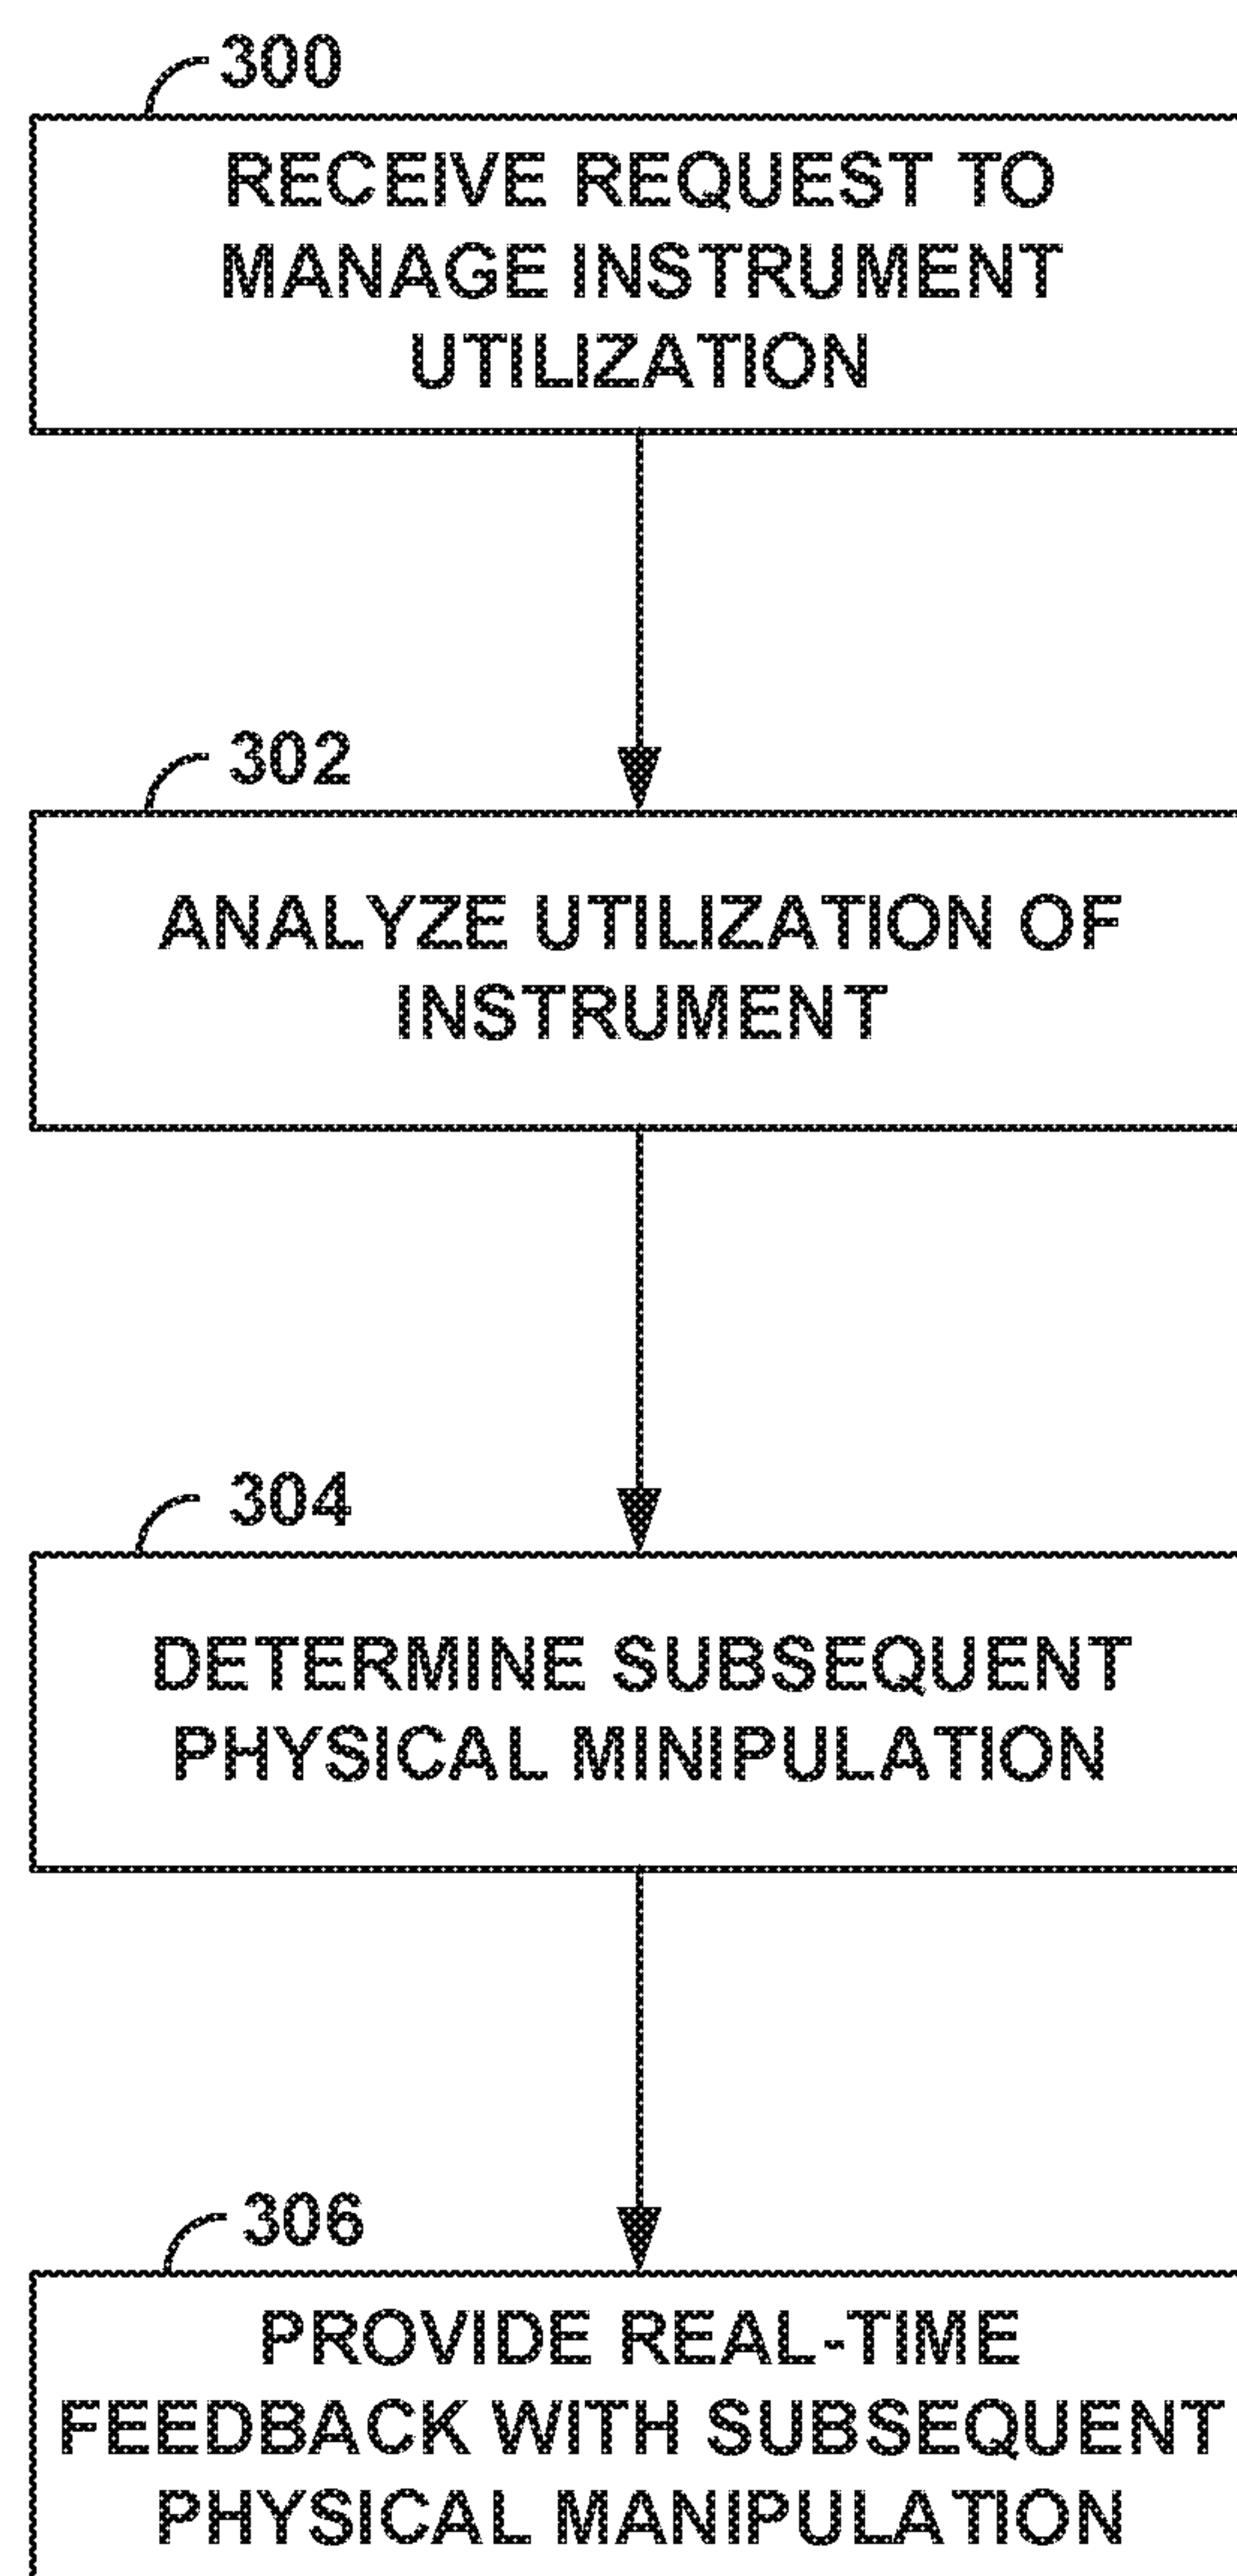 300
RECEIVE REQUEST TO
MANAGE INSTRUMENT
UTILIZATION
302
ANALYZE UTILIZATION OF
INSTRUMENT
304
DETERMINE SUBSEQUENT
PHYSICAL MINIPULATION
306
PROVIDE REAL-TIME
FEEDBACK WITH SUBSEQUENT
PHYSICAL MANIPULATION